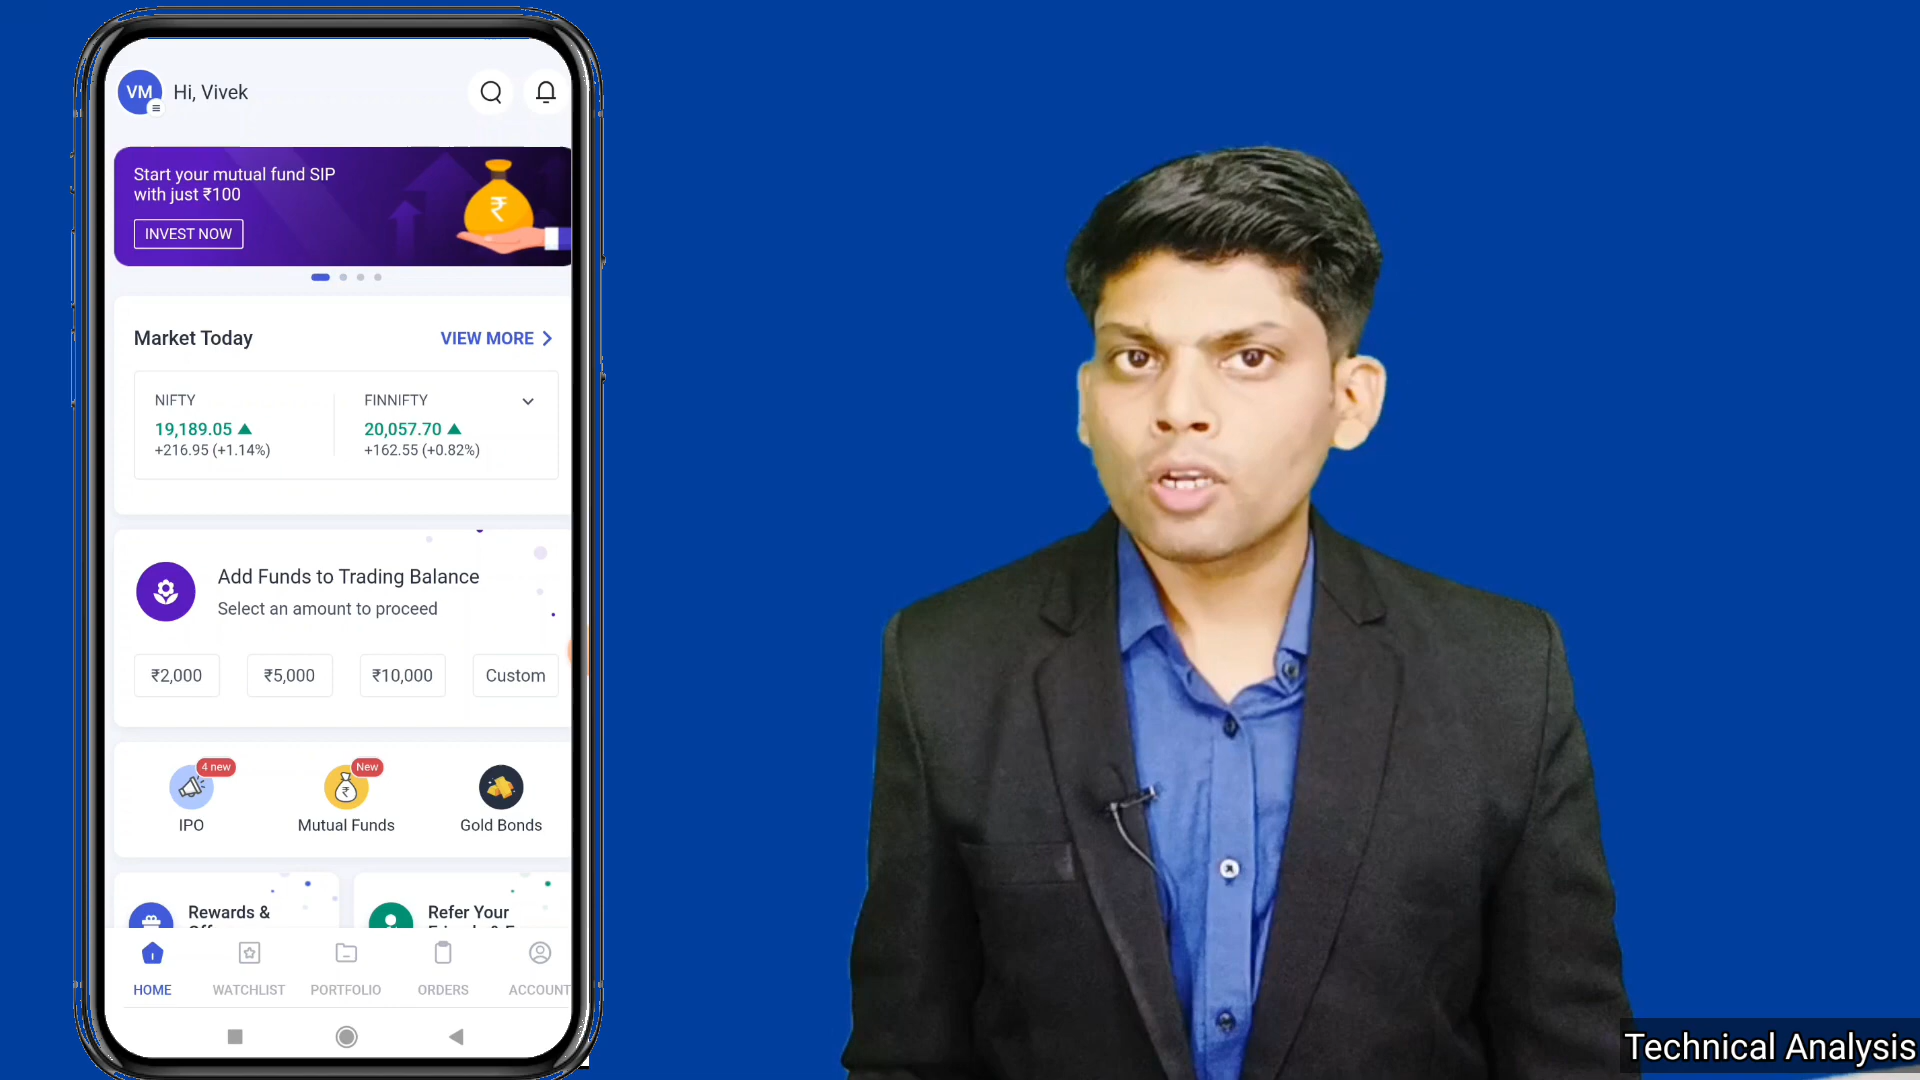 VM
Hi, Vivek
Start your mutual fund SIP
with just ₹100
INVEST NOW
Market Today
VIEW MORE
NIFTY
FINNIFTY
19,189.05
20,057.70
+216.95 (+1.14%)
+162.55 (+0.82%)
Add Funds to Trading Balance
Select an amount to proceed
₹2,000
₹5,000
₹10,000
Custom
4 new
New
IPO
Mutual Funds
Gold Bonds
Rewards &
Refer Your
HOME
WATCHLIST
PORTFOLIO
ORDERS
ACCOUNT
Technical Analysis